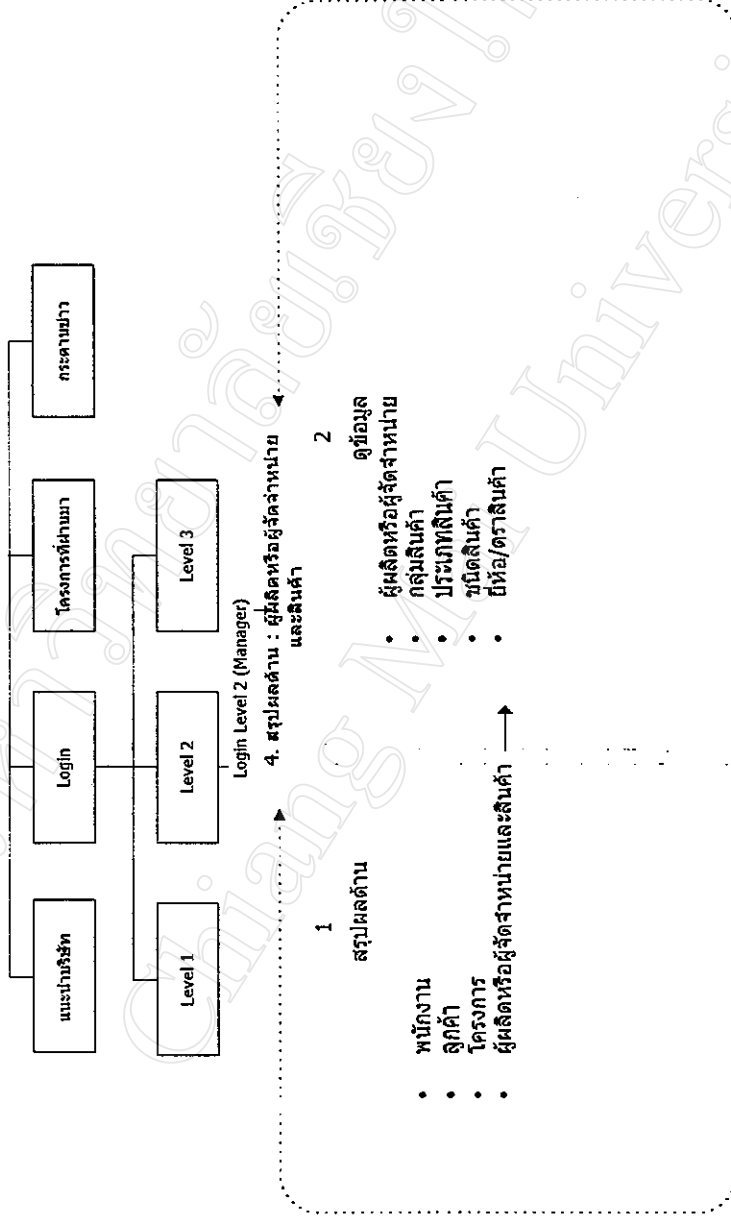 แนะนำบริษัท
Login
โครงการที่ผ่านมา
กระดานข่าว
Level 1
Level 2
Level 3
Login Level 2 (Manager)
4. สรุปผลด้าน : ผู้ผลิตหรือผู้จัดจำหน่าย
และสินค้า
1
สรุปผลด้าน
• พนักงาน
• ลูกค้า
• โครงการ
• ผู้ผลิตหรือผู้จัดจำหน่ายและสินค้า
2
ดูข้อมูล
• ผู้ผลิตหรือผู้จัดจำหน่าย
• กลุ่มสินค้า
• ประเภทสินค้า
• ชนิดสินค้า
• ยี่ห้อ/ตราสินค้า